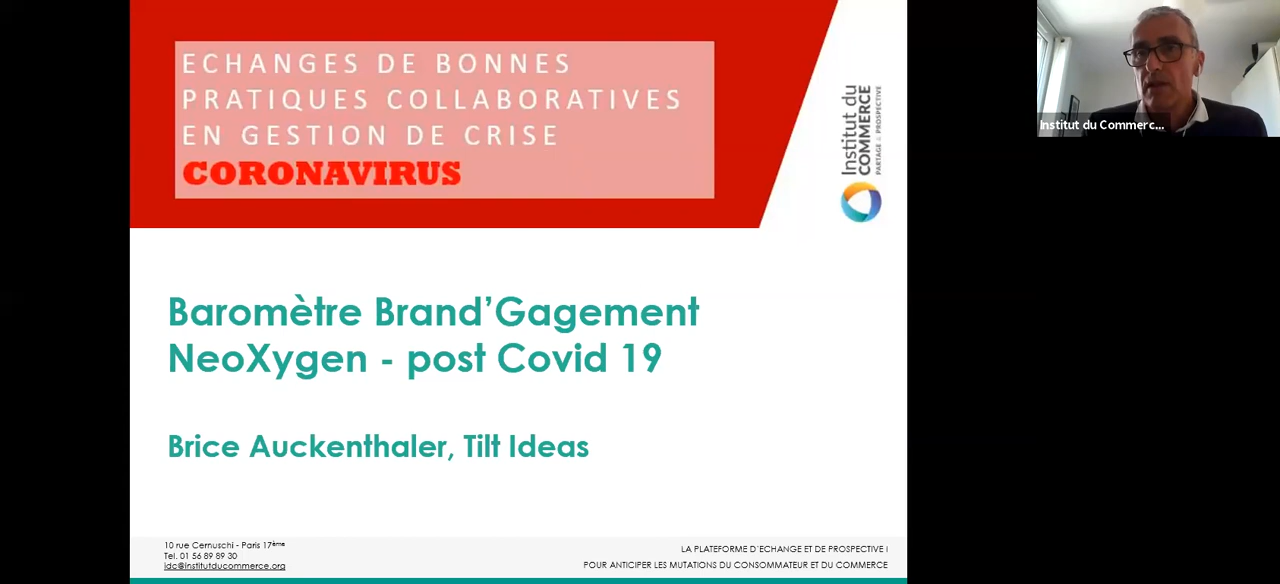 ECHANGES DE BONNES
PRATIQUES COLLABORATIVES
EN GESTION DE CRISE
CORONAVIRUS
Institut du
COMMERCE
PARTAGE & PROSPECTIVE
Institut du Commerc...
Baromètre Brand’Gagement
NeoXygen - post Covid 19
Brice Auckenthaler, Tilt Ideas
10 rue Cernuschi - Paris 17ème
Tel. 01 56 89 89 30
idc@institutducommerce.org
LA PLATEFORME D’ECHANGE ET DE PROSPECTIVE I
POUR ANTICIPER LES MUTATIONS DU CONSOMMATEUR ET DU COMMERCE